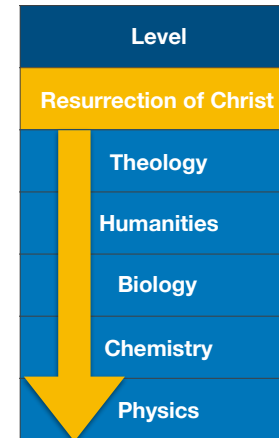 Level
Resurrection of Christ
Theology
Humanities
Biology
Chemistry
Physics